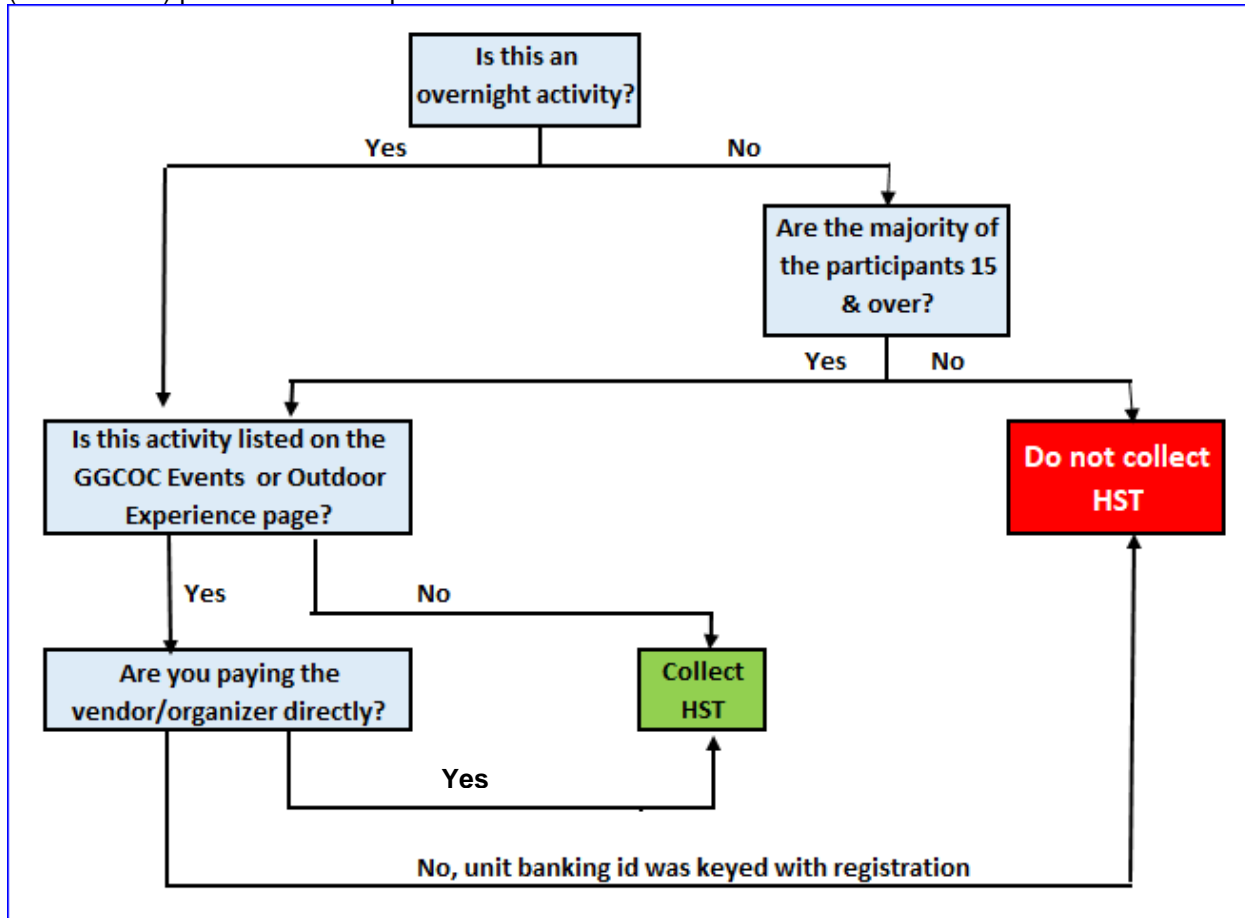 Is this an
overnight activity?
Yes
No
Are the majority of
the participants 15
& over?
Yes
No
Is this activity listed on the
GGCOC Events or Outdoor
Experience page?
Do not collect
HST
Yes
No
Are you paying the
vendor/organizer directly?
Collect
HST
Yes
No, unit banking id was keyed with registration